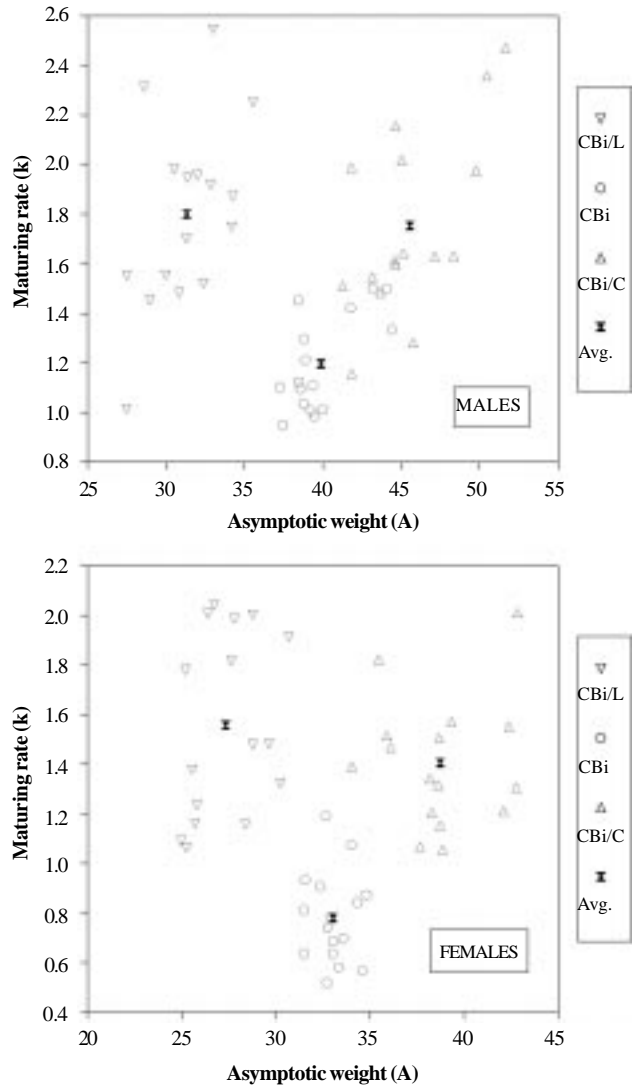 2.6
2.4
2.2
2.0
1.8
1.6
1.4
1.2
1.0
0.8
Maturing rate (k)
25 30 35 40 45 50 55
Asymptotic weight (A)
MALES
CBi/L
CBi
CBi/C
Avg.
2.2
2.0
1.8
1.6
1.4
1.2
1.0
0.8
0.6
0.4
Maturing rate (k)
20 25 30 35 40 45
Asymptotic weight (A)
FEMALES
CBi/L
CBi
CBi/C
Avg.